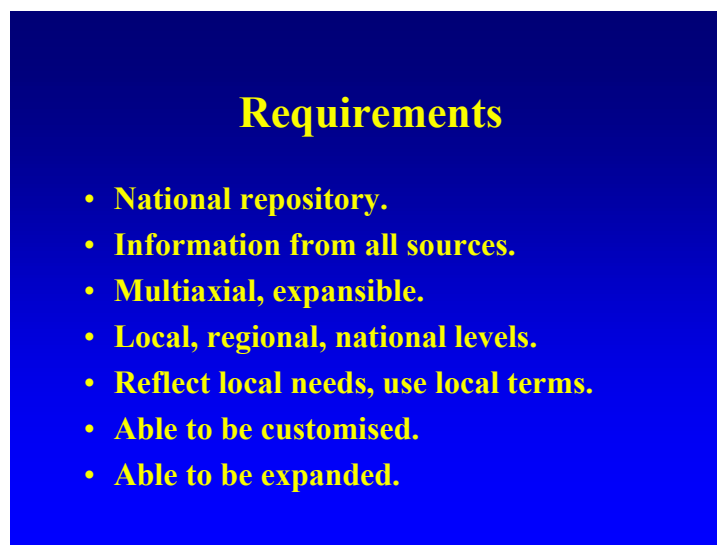 Requirements
• National repository.
• Information from all sources.
• Multiaxial, expansible.
• Local, regional, national levels.
• Reflect local needs, use local terms.
• Able to be customised.
• Able to be expanded.